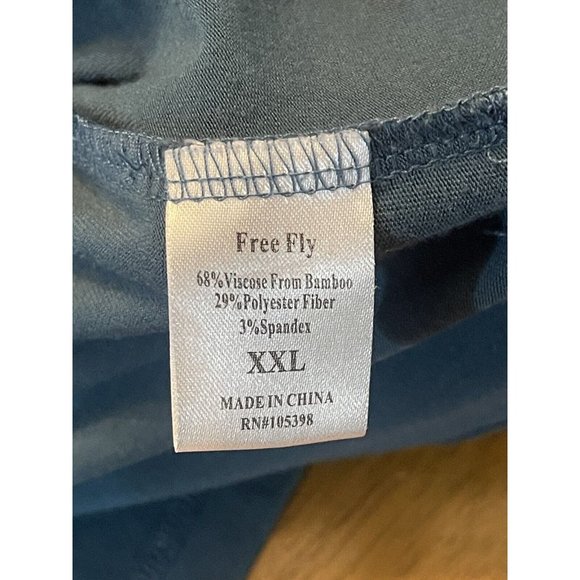 Free Fly
68%Viscose From Bamboo
29%Polyester Fiber
3%Spandex
XXL
MADE IN CHINA
RN#105398